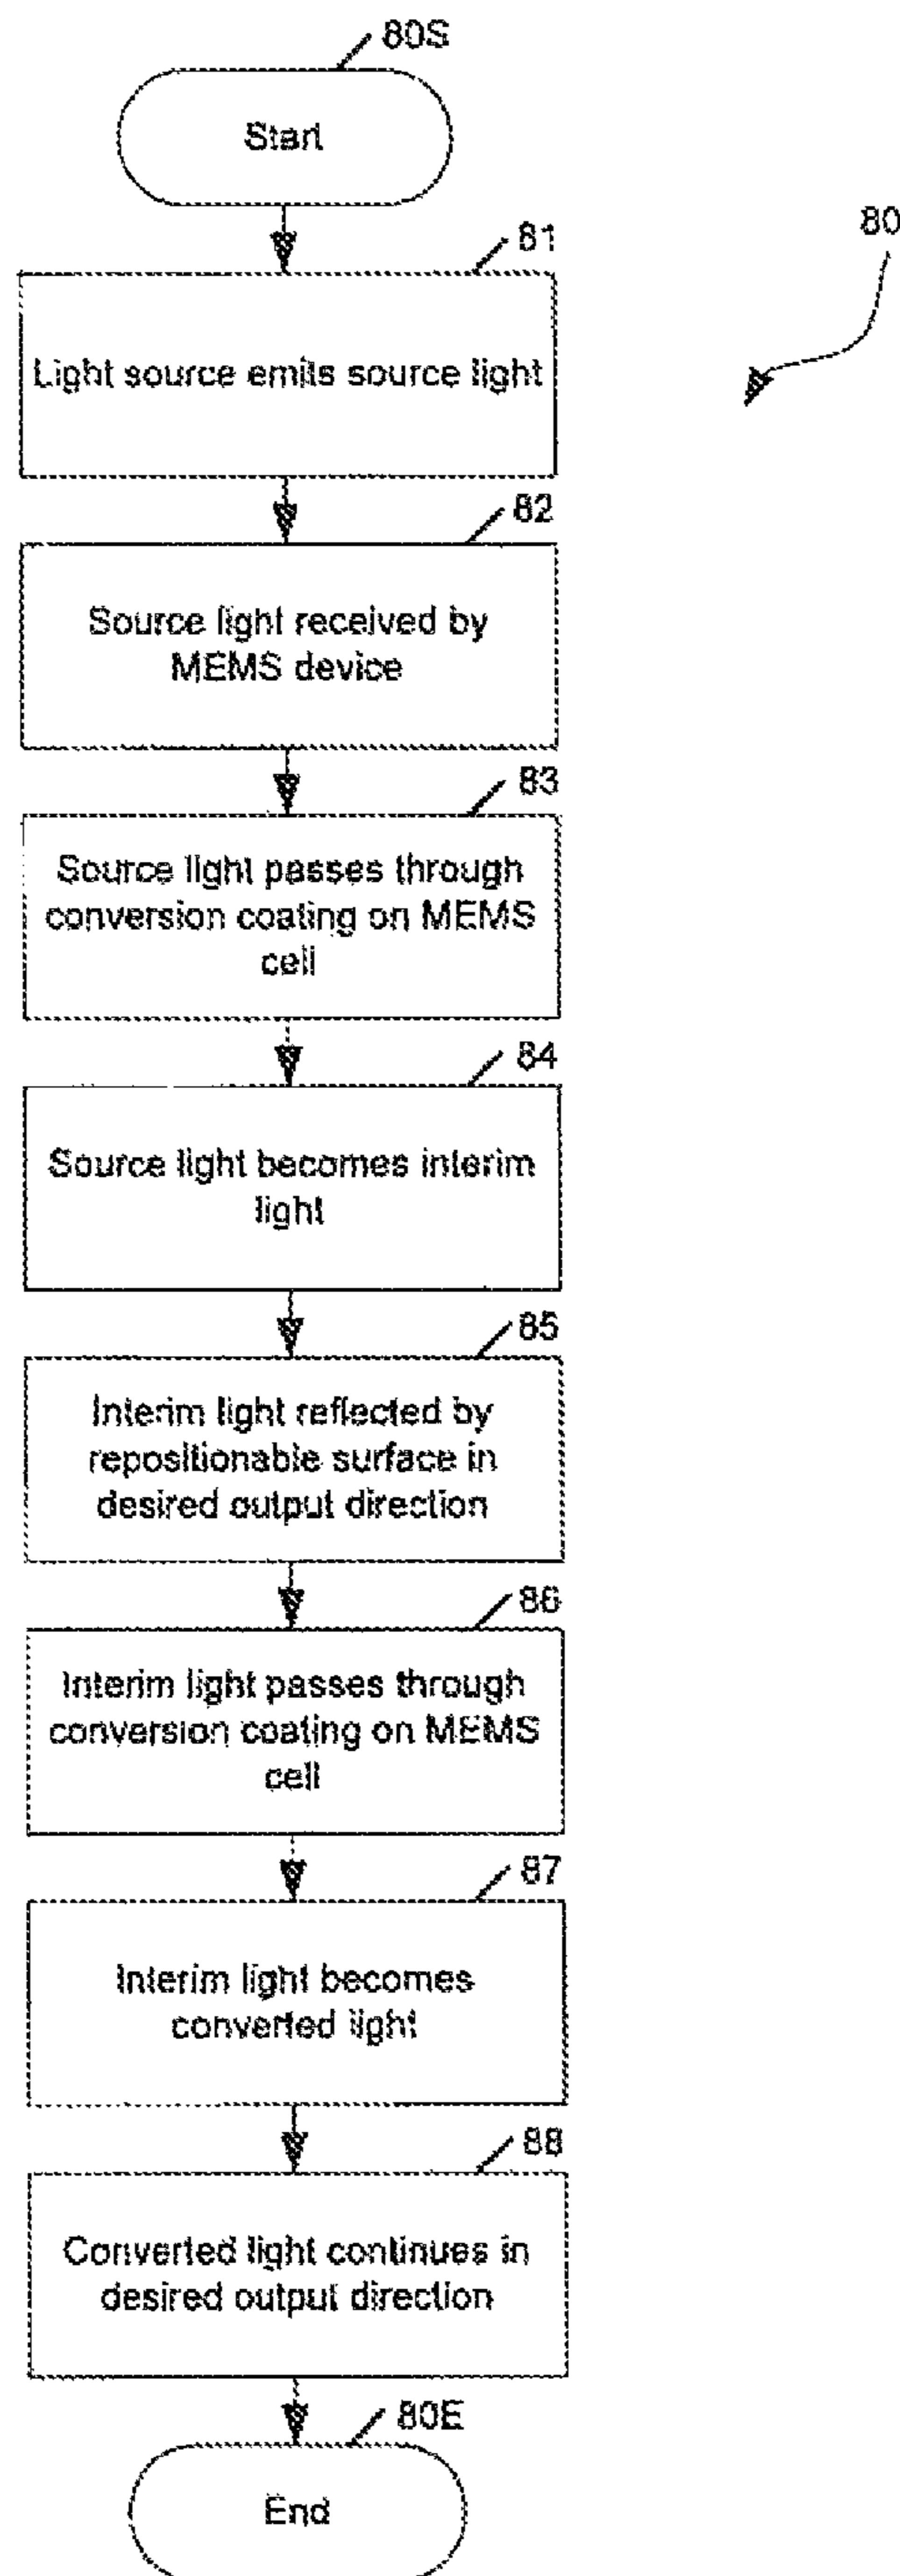 80S
Start
80
81
Light source emits source light
82
Source light received by
MEMS device
83
Source light passes through
conversion coating on MEMS
cell
84
Source light becomes interim
light
85
Interim light reflected by
repositionable surface in
desired output direction
86
Interim light passes through
conversion coating on MEMS
cell
87
Interim light becomes
converted light
88
Converted light continues in
desired output direction
80E
End